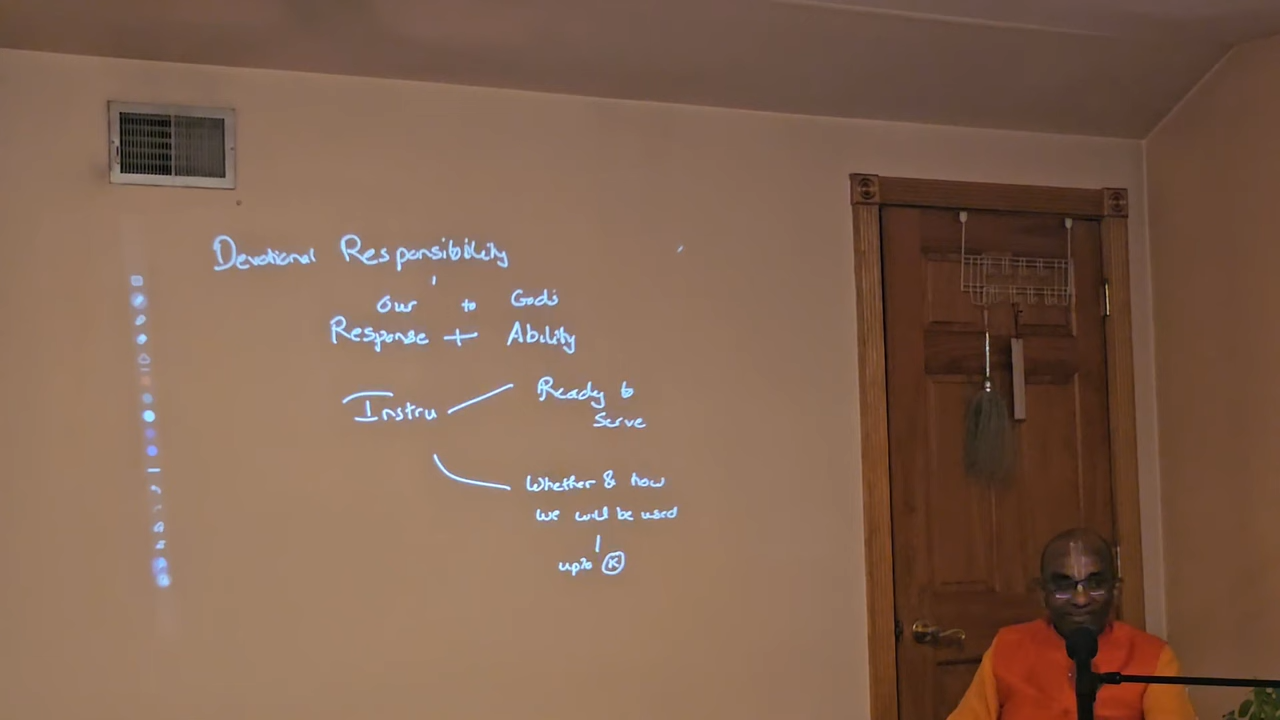 Devotional Responsibility
Our to God's
Response + Ability
Instru
Ready to
Serve
Whether & how
we will be used
upto K